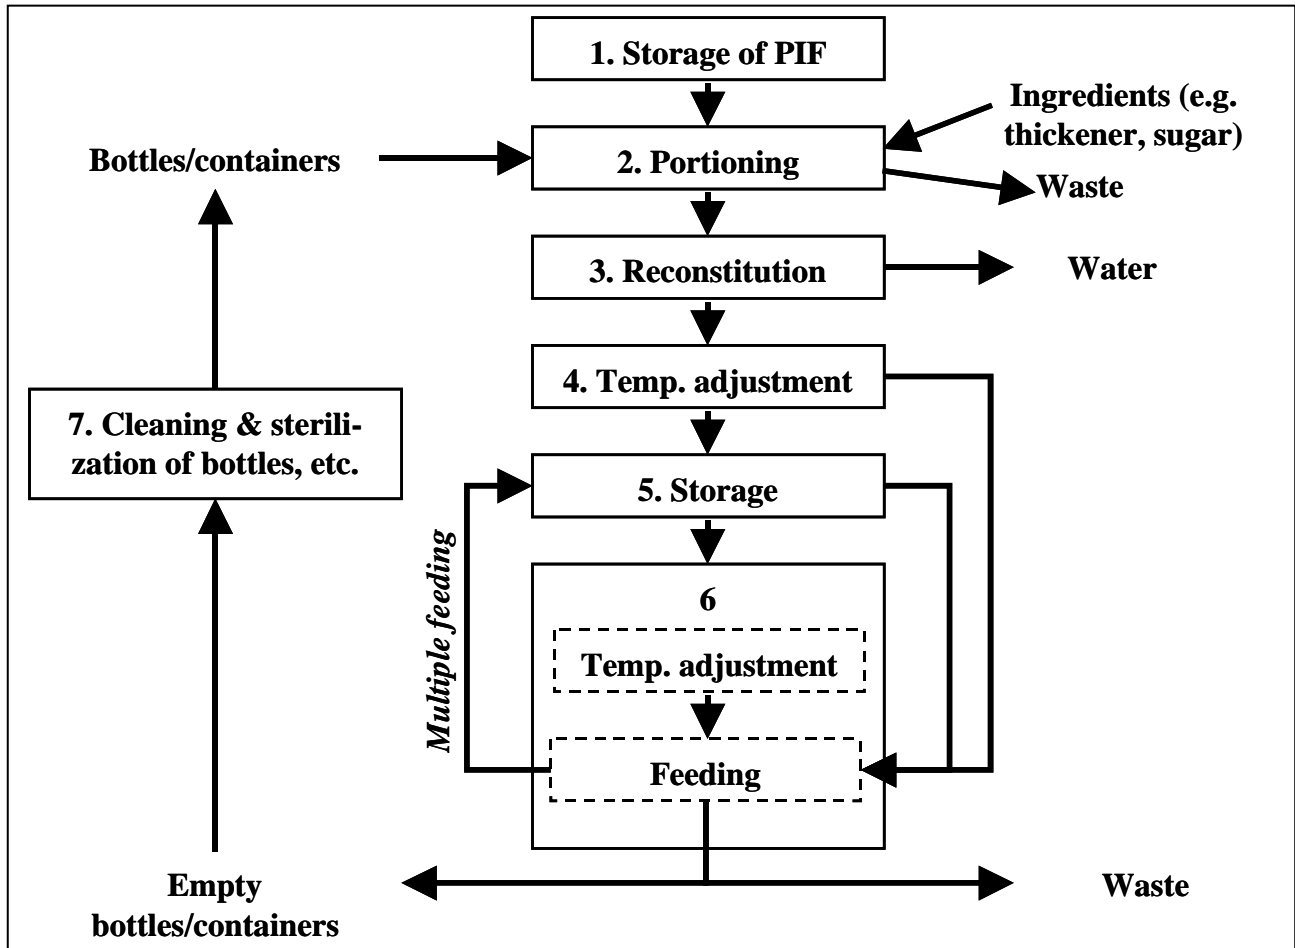 1. Storage of PIF
Ingredients (e.g.
thickener, sugar)
Bottles/containers
2. Portioning
Waste
3. Reconstitution
Water
4. Temp. adjustment
7. Cleaning & sterili-
zation of bottles, etc.
5. Storage
Multiple feeding
6
Temp. adjustment
Feeding
Empty
bottles/containers
Waste